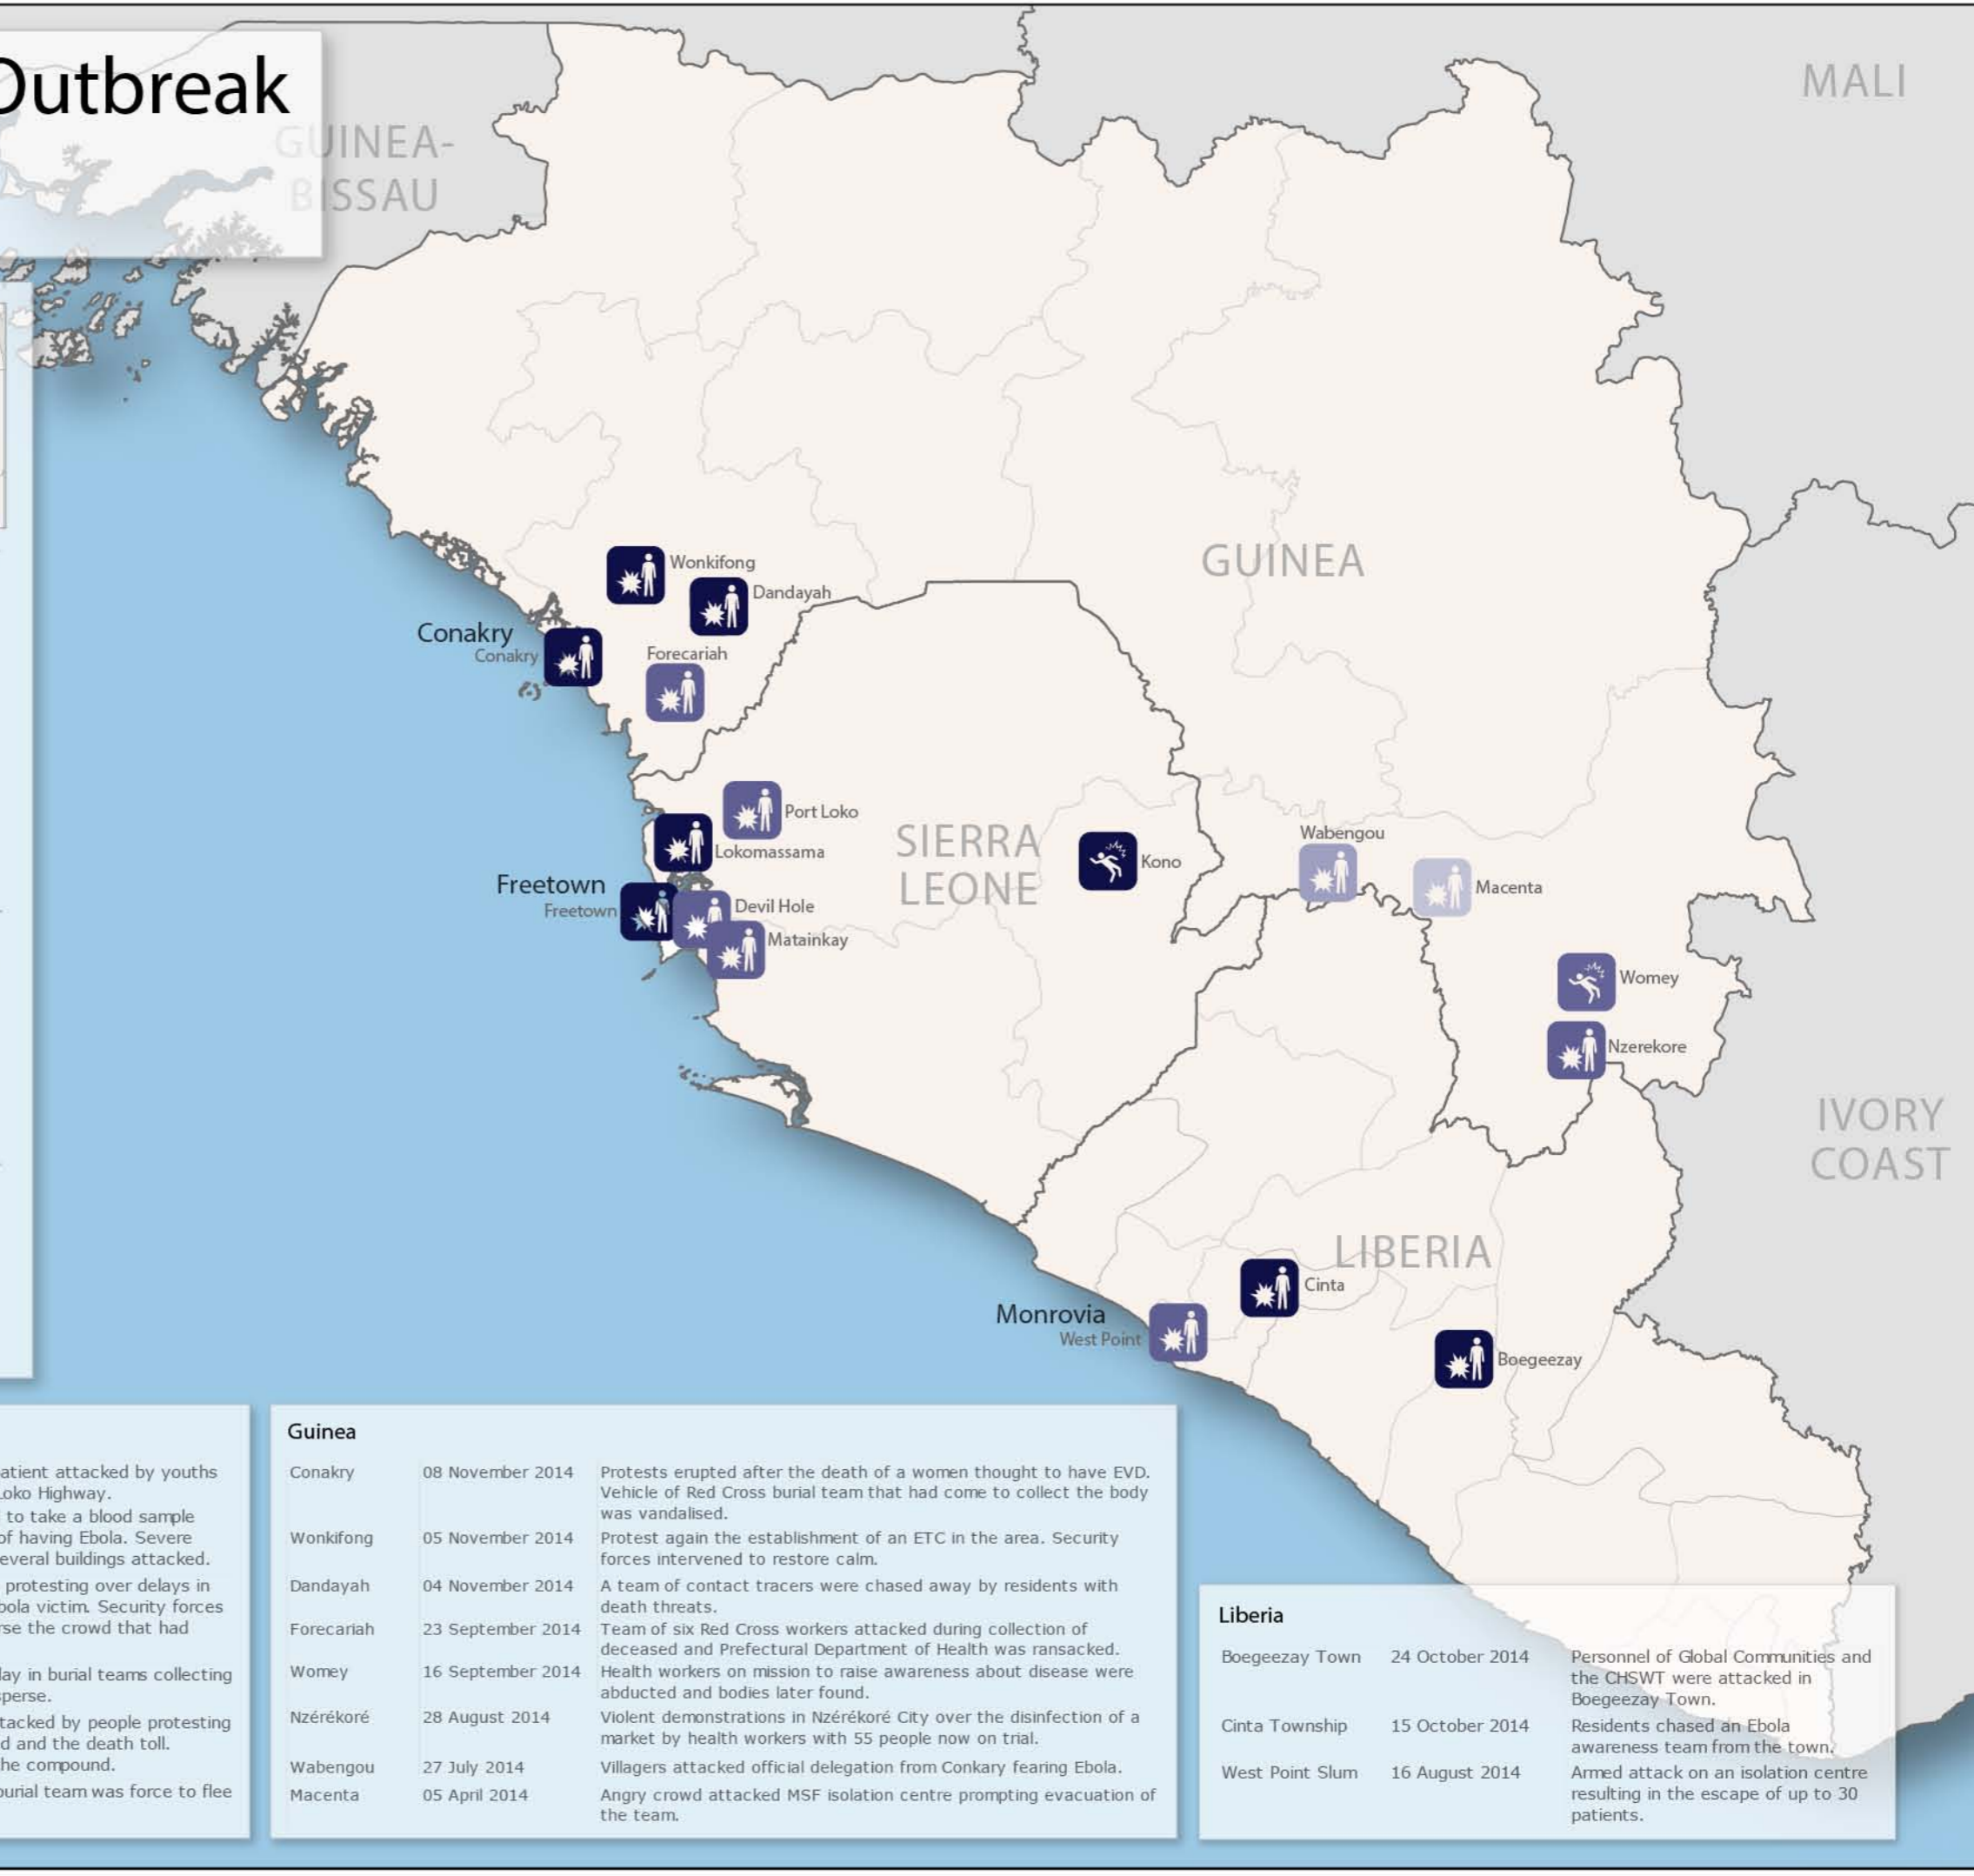 Outbreak
GUINEA-
BISSAU
MALI
GUINEA
Wonkifong
Dandayah
Conakry
Conakry
Forecariah
Port Loko
Lokomassama
SIERRA
LEONE
Kono
Wabengou
Macenta
Freetown
Freetown
Devil Hole
Matainkay
Womey
Nzerekore
IVORY
COAST
LIBERIA
Cinta
Monrovia
West Point
Boegeezay
atient attacked by youths
Loko Highway.
to take a blood sample
of having Ebola. Severe
everal buildings attacked.
protesting over delays in
bola victim. Security forces
rse the crowd that had
lay in burial teams collecting
sperse.
tacked by people protesting
d and the death toll.
he compound.
burial team was force to flee
Guinea
Conakry 08 November 2014 Protests erupted after the death of a women thought to have EVD.
Vehicle of Red Cross burial team that had come to collect the body
was vandalised.
Wonkifong 05 November 2014 Protest again the establishment of an ETC in the area. Security
forces intervened to restore calm.
Dandayah 04 November 2014 A team of contact tracers were chased away by residents with
death threats.
Forecariah 23 September 2014 Team of six Red Cross workers attacked during collection of
deceased and Prefectural Department of Health was ransacked.
Womey 16 September 2014 Health workers on mission to raise awareness about disease were
abducted and bodies later found.
Nzérékoré 28 August 2014 Violent demonstrations in Nzérékoré City over the disinfection of a
market by health workers with 55 people now on trial.
Wabengou 27 July 2014 Villagers attacked official delegation from Conkary fearing Ebola.
Macenta 05 April 2014 Angry crowd attacked MSF isolation centre prompting evacuation of
the team.
Liberia
Boegeezay Town 24 October 2014 Personnel of Global Communities and
the CHSWT were attacked in
Boegeezay Town.
Cinta Township 15 October 2014 Residents chased an Ebola
awareness team from the town.
West Point Slum 16 August 2014 Armed attack on an isolation centre
resulting in the escape of up to 30
patients.